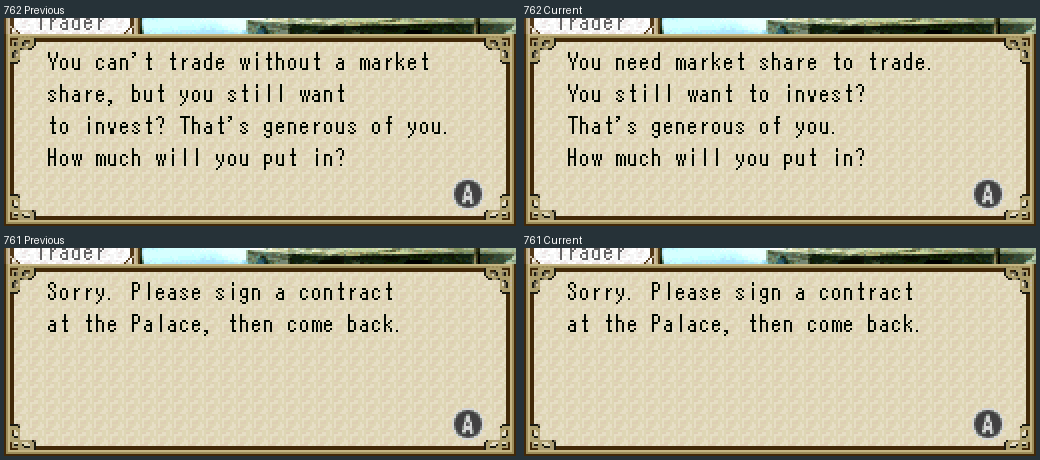 762 Previous
Trader
You can't trade without a market
share, but you still want
to invest? That's generous of you.
How much will you put in?
A
762 Current
Trader
You need market share to trade.
You still want to invest?
That's generous of you.
How much will you put in?
A
761 Previous
Trader
Sorry. Please sign a contract
at the Palace, then come back.
A
761 Current
Trader
Sorry. Please sign a contract
at the Palace, then come back.
A